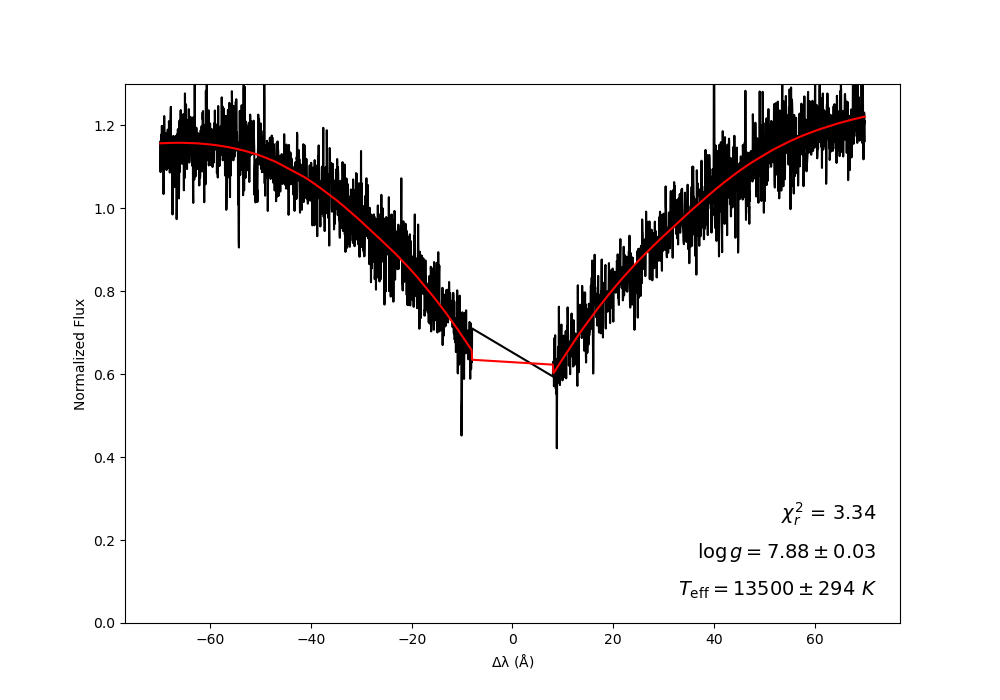 1.2
1.0
0.8
0.6
0.4
0.2
0.0
Normalized Flux
χ²ᵣ = 3.34
log g = 7.88 ± 0.03
T_eff = 13500 ± 294 K
−60 −40 −20 0 20 40 60
Δλ (Å)